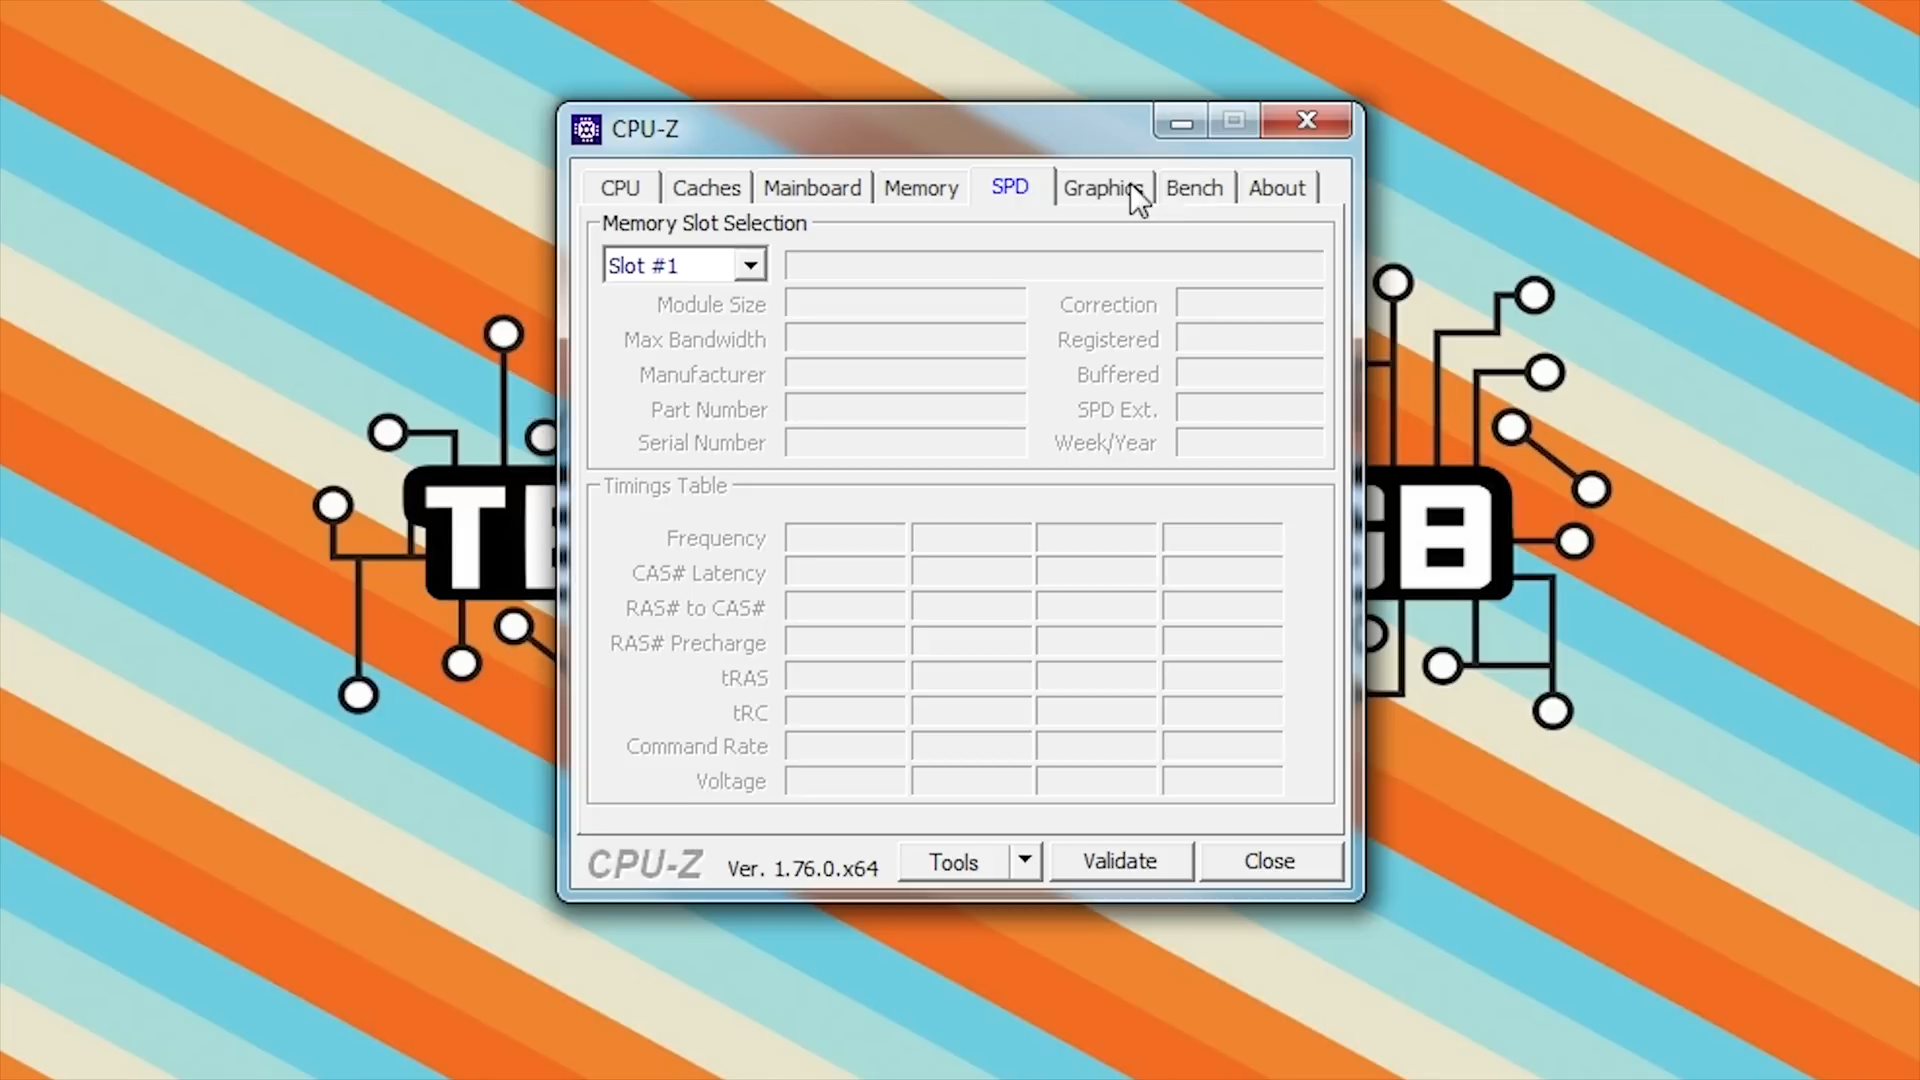 CPU-Z
CPU Caches Mainboard Memory SPD Graphics Bench About
Memory Slot Selection
Slot #1
Module Size Correction
Max Bandwidth Registered
Manufacturer Buffered
Part Number SPD Ext.
Serial Number Week/Year
Timings Table
Frequency
CAS# Latency
RAS# to CAS#
RAS# Precharge
tRAS
tRC
Command Rate
Voltage
CPU-Z Ver. 1.76.0.x64 Tools Validate Close